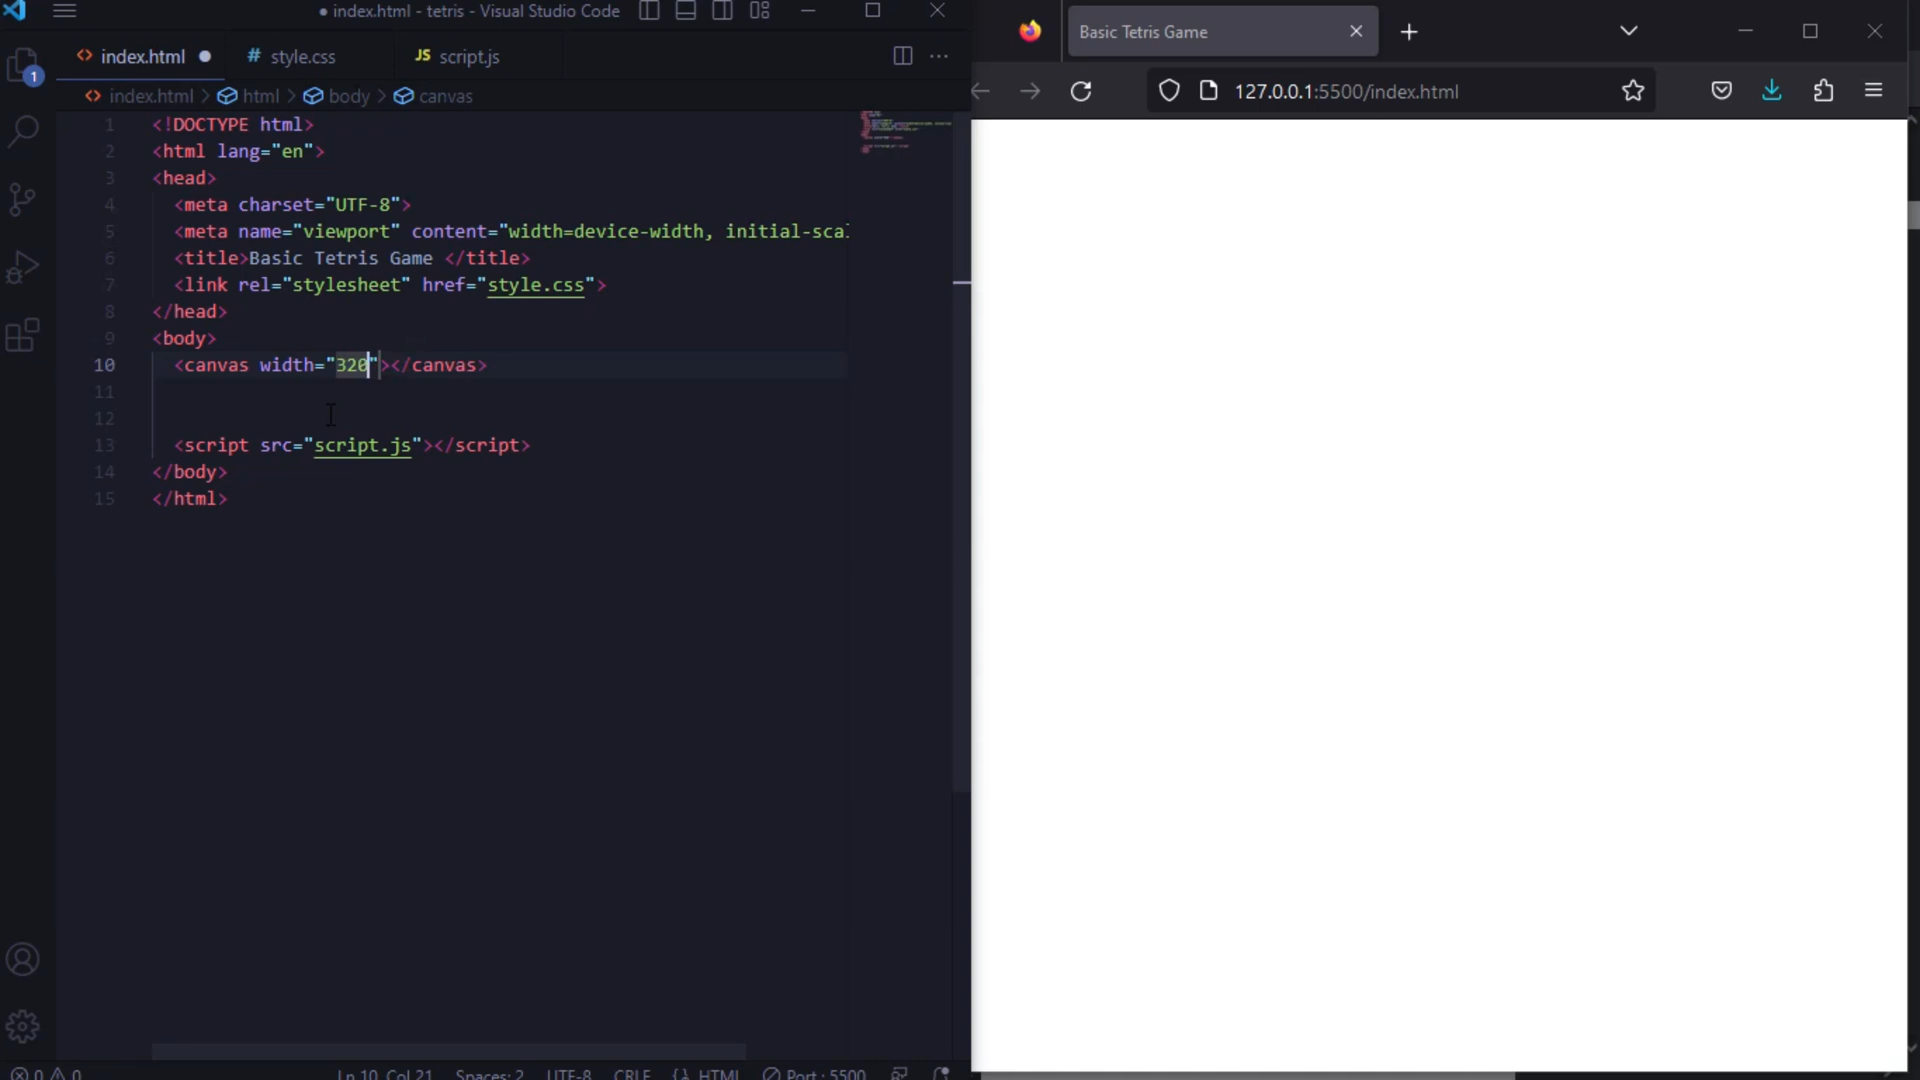 ● index.html - tetris - Visual Studio Code
index.html ●
# style.css
JS script.js
1
index.html > html > body > canvas
1 <!DOCTYPE html>
2 <html lang="en">
3 <head>
4 <meta charset="UTF-8">
5 <meta name="viewport" content="width=device-width, initial-scal
6 <title>Basic Tetris Game </title>
7 <link rel="stylesheet" href="style.css">
8 </head>
9 <body>
10 <canvas width="320"></canvas>
11
12
13 <script src="script.js"></script>
14 </body>
15 </html>
0 0
Ln 10, Col 21
Spaces: 2
UTF-8
CRLF
{} HTML
Port : 5500
Basic Tetris Game
127.0.0.1:5500/index.html